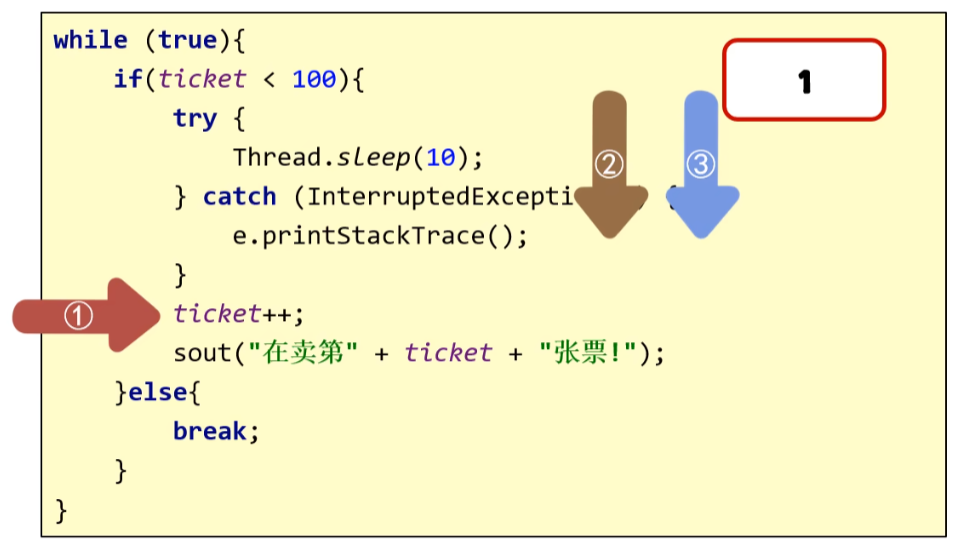 while (true){
if(ticket < 100){
1
try {
Thread.sleep(10);
② ③
} catch (InterruptedExcepti ) {
e.printStackTrace();
}
① ticket++;
sout("在卖第" + ticket + "张票!");
}else{
break;
}
}